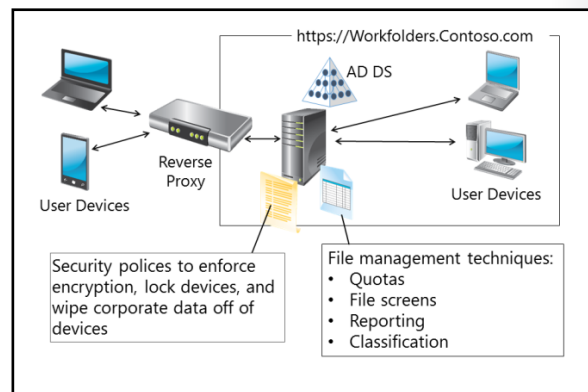 https://Workfolders.Contoso.com
AD DS
Reverse
Proxy
User Devices
User Devices
Security polices to enforce
encryption, lock devices, and
wipe corporate data off of
devices
File management techniques:
• Quotas
• File screens
• Reporting
• Classification